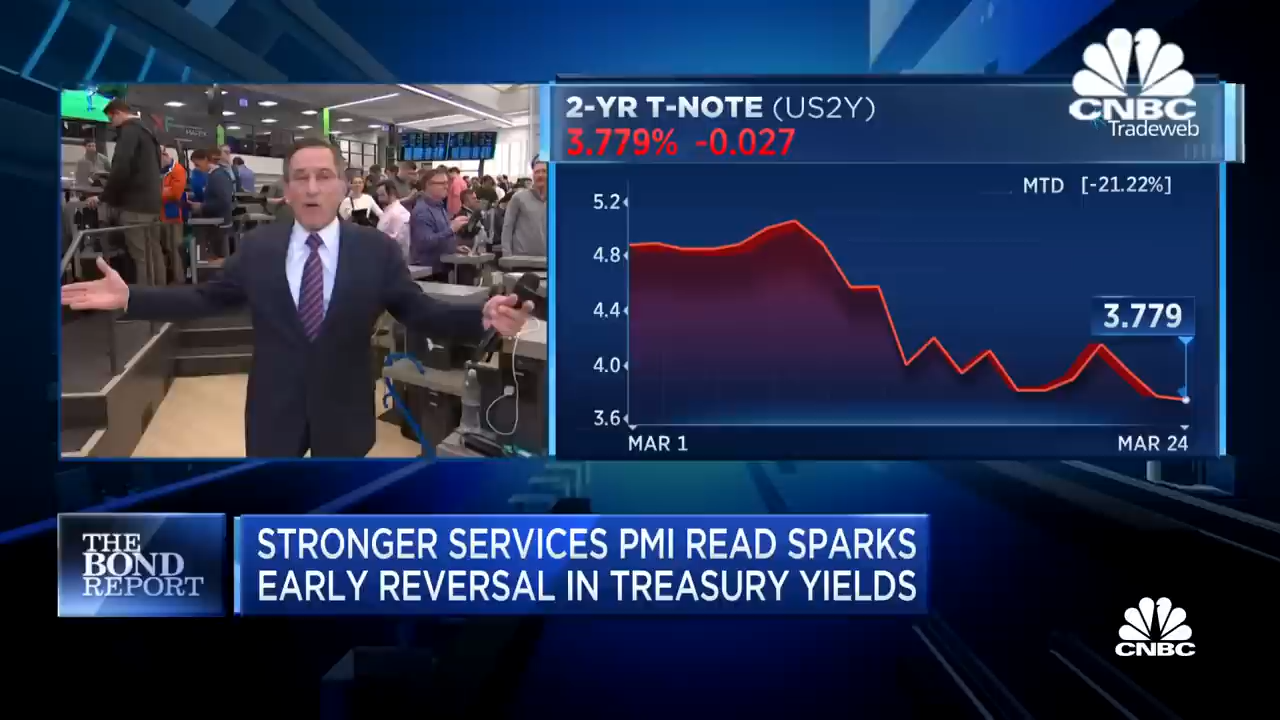 CNBC
Tradeweb
2-YR T-NOTE (US2Y)
3.779% -0.027
MTD [-21.22%]
5.2
4.8
4.4
4.0
3.6
3.779
MAR 1
MAR 24
THE
BOND
REPORT
STRONGER SERVICES PMI READ SPARKS
EARLY REVERSAL IN TREASURY YIELDS
CNBC